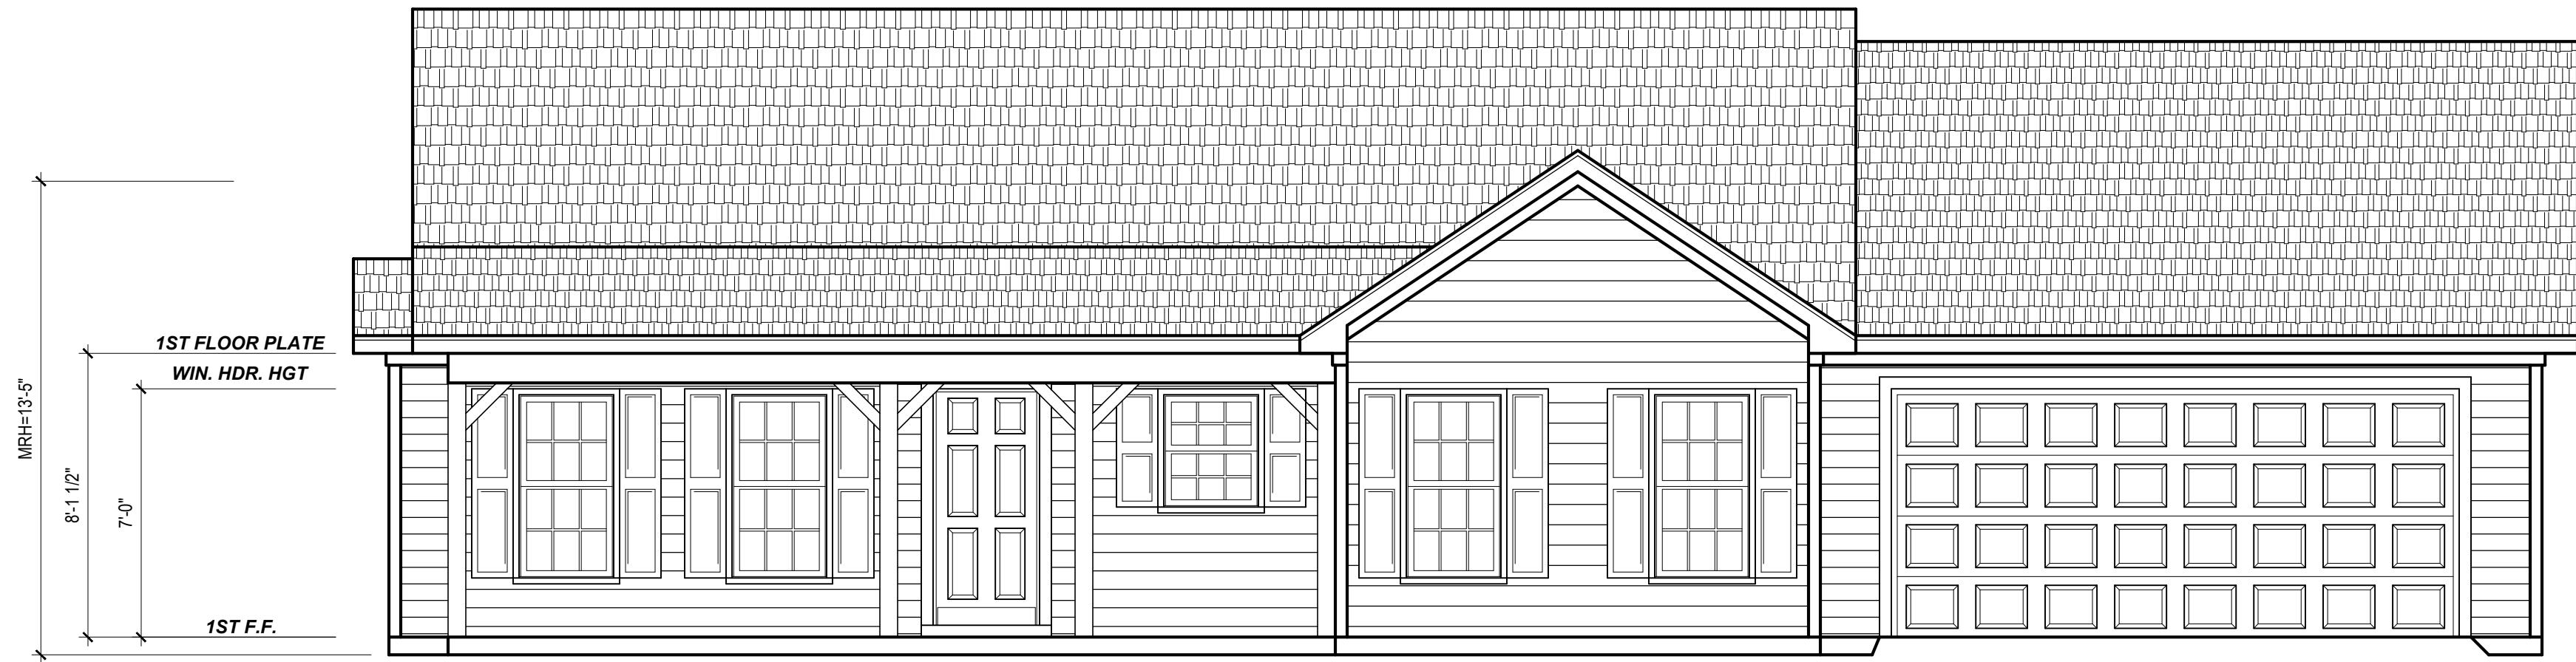 1ST FLOOR PLATE
WIN. HDR. HGT
MRH=13'-5"
8'-1 1/2"
7'-0"
1ST F.F.